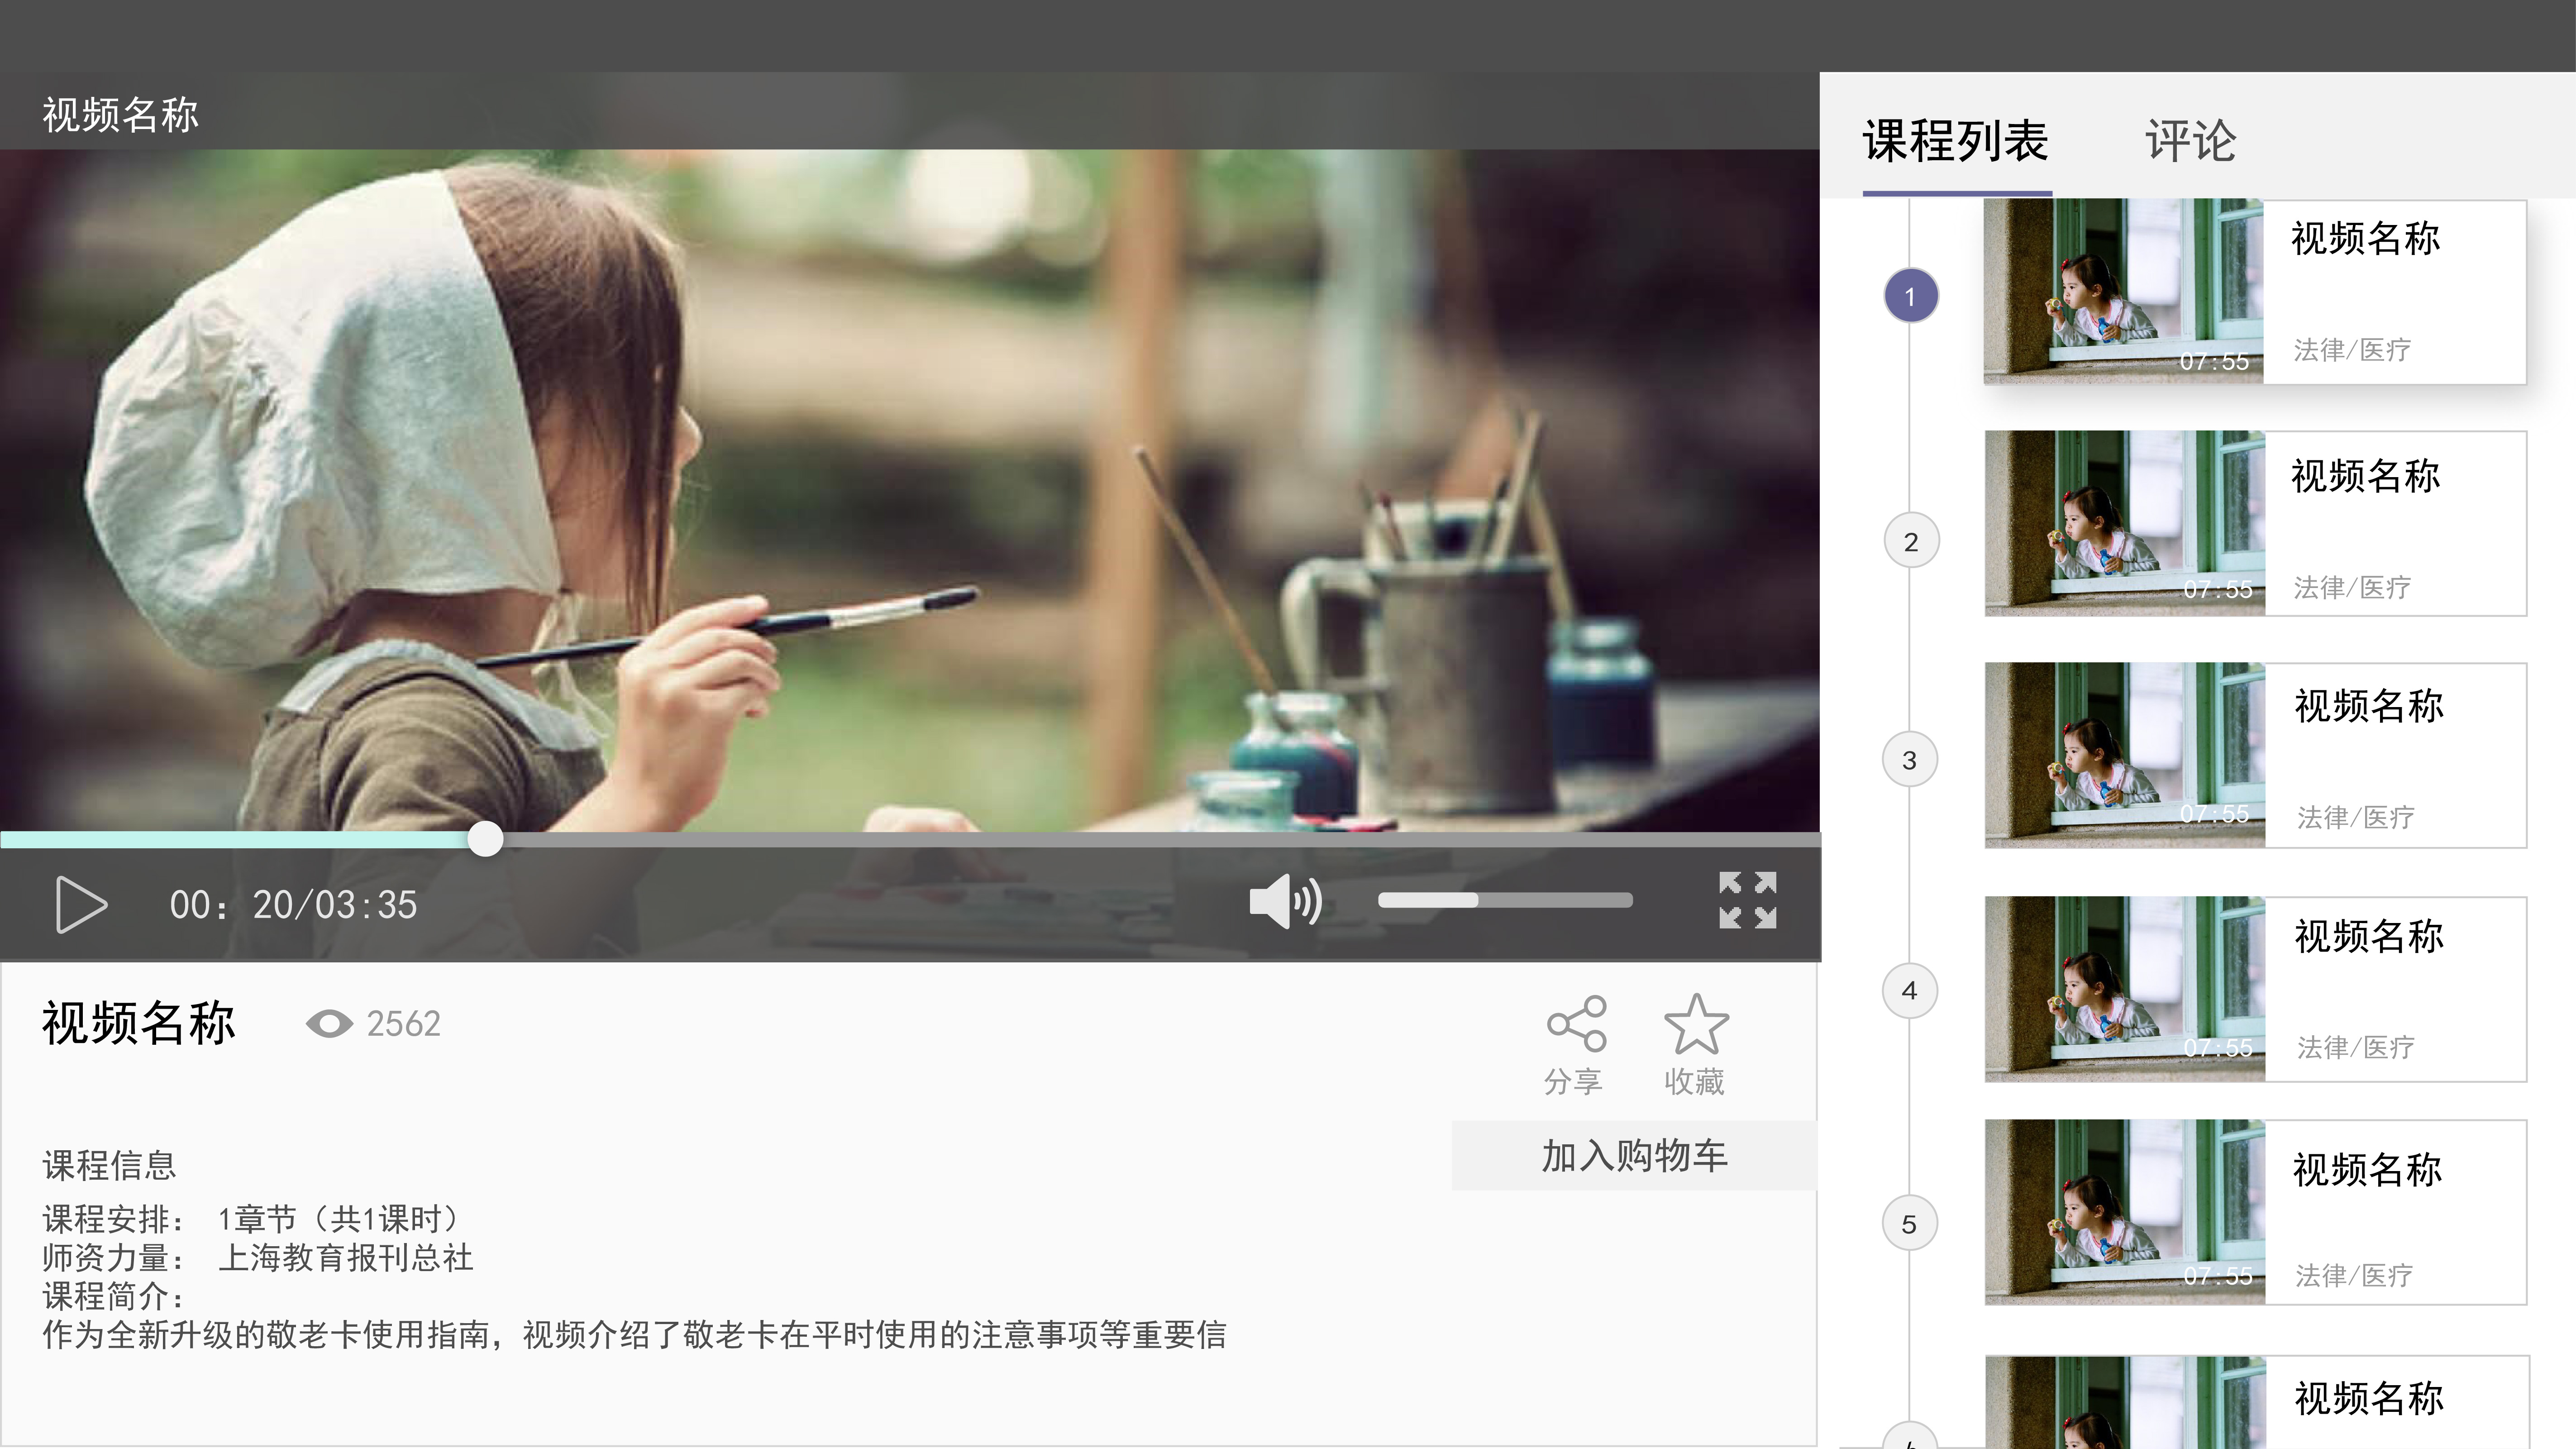 视频名称
00：20/03:35
视频名称 2562
分享 收藏
加入购物车
课程信息
课程安排： 1章节（共1课时）
师资力量： 上海教育报刊总社
课程简介：
作为全新升级的敬老卡使用指南，视频介绍了敬老卡在平时使用的注意事项等重要信
课程列表 评论
1
视频名称
07:55
法律/医疗
2
视频名称
07:55
法律/医疗
3
视频名称
07:55
法律/医疗
4
视频名称
07:55
法律/医疗
5
视频名称
07:55
法律/医疗
视频名称